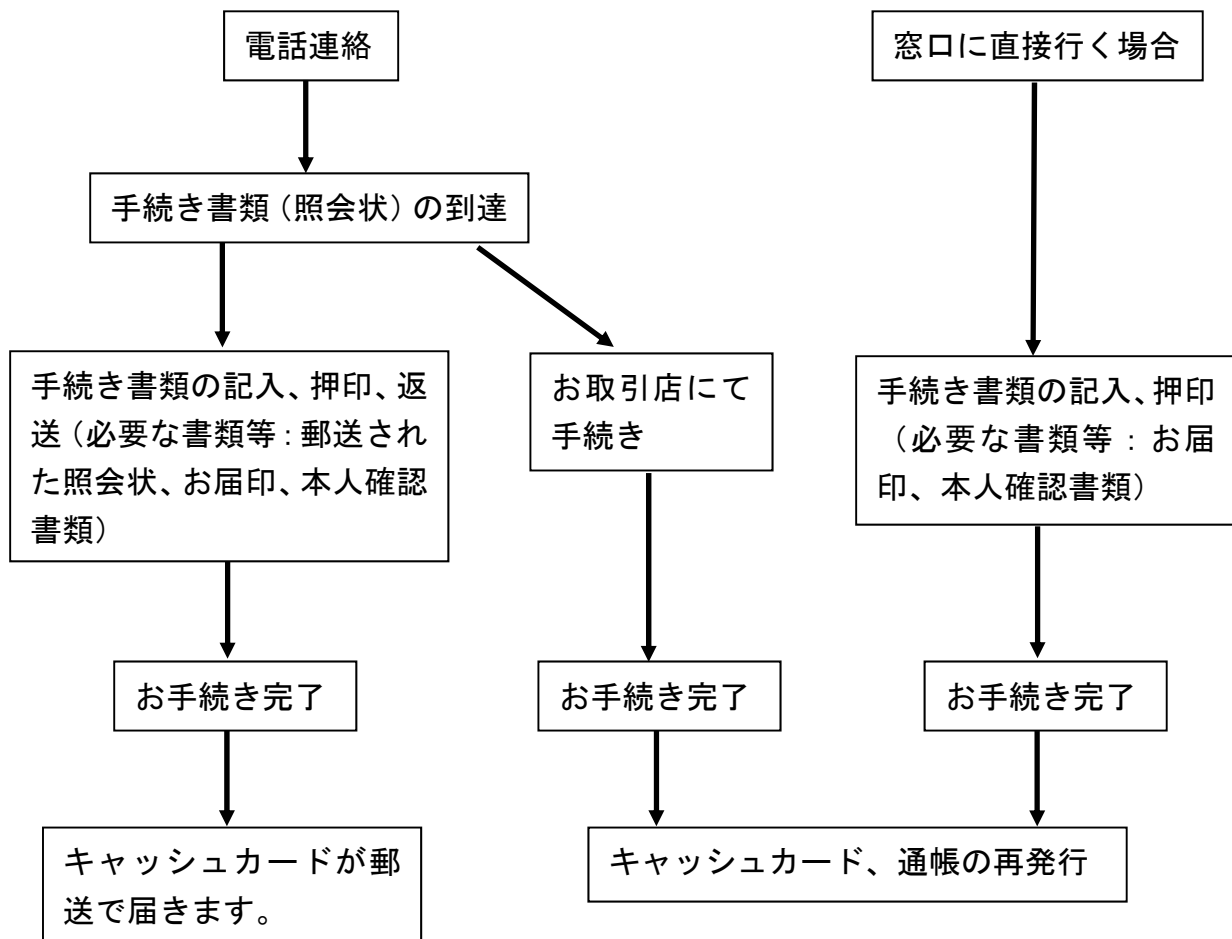 電話連絡
窓口に直接行く場合
手続き書類（照会状）の到達
手続き書類の記入、押印、返
送（必要な書類等：郵送され
た照会状、お届印、本人確認
書類）
お取引店にて
手続き
手続き書類の記入、押印
（必要な書類等：お届
印、本人確認書類）
お手続き完了
お手続き完了
お手続き完了
キャッシュカードが郵
送で届きます。
キャッシュカード、通帳の再発行